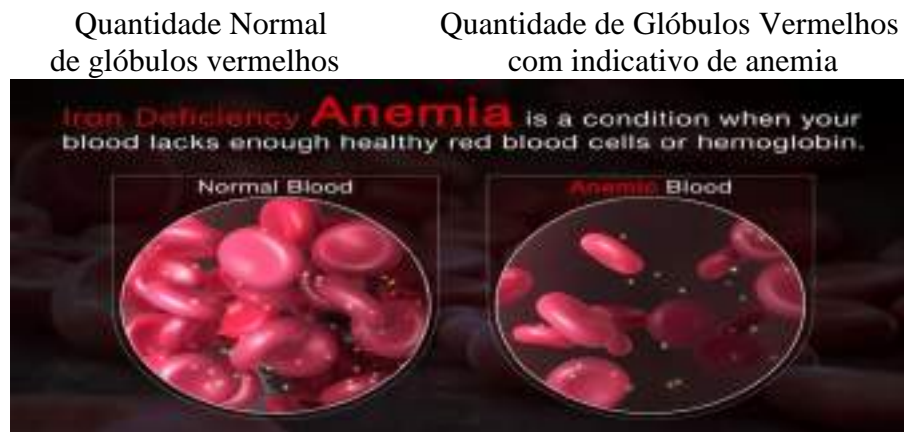 Quantidade Normal
de glóbulos vermelhos
Quantidade de Glóbulos Vermelhos
com indicativo de anemia
Iron Deficiency Anemia is a condition when your
blood lacks enough healthy red blood cells or hemoglobin.
Normal Blood
Anemic Blood